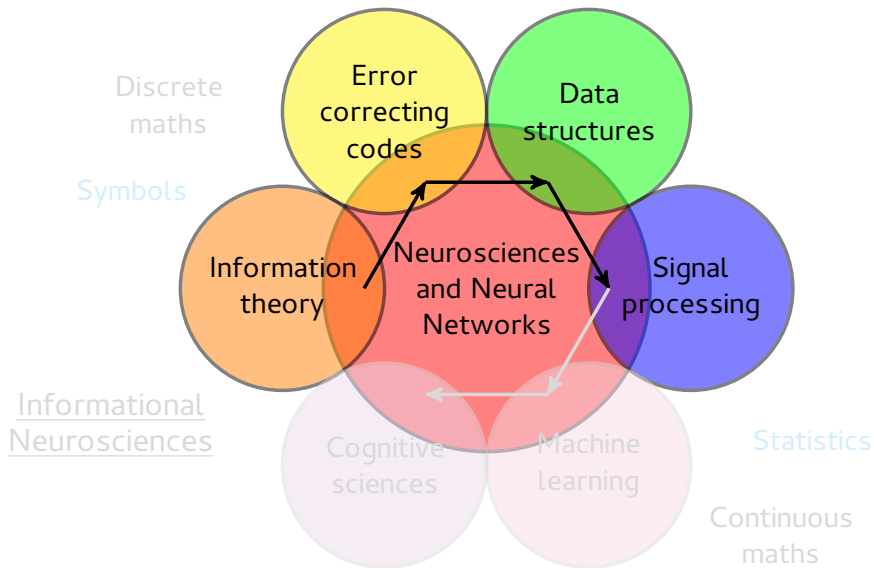 Discrete
maths
Error
correcting
codes
Data
structures
Symbols
Information
theory
Neurosciences
and Neural
Networks
Signal
processing
Informational
Neurosciences
Cognitive
sciences
Machine
learning
Statistics
Continuous
maths